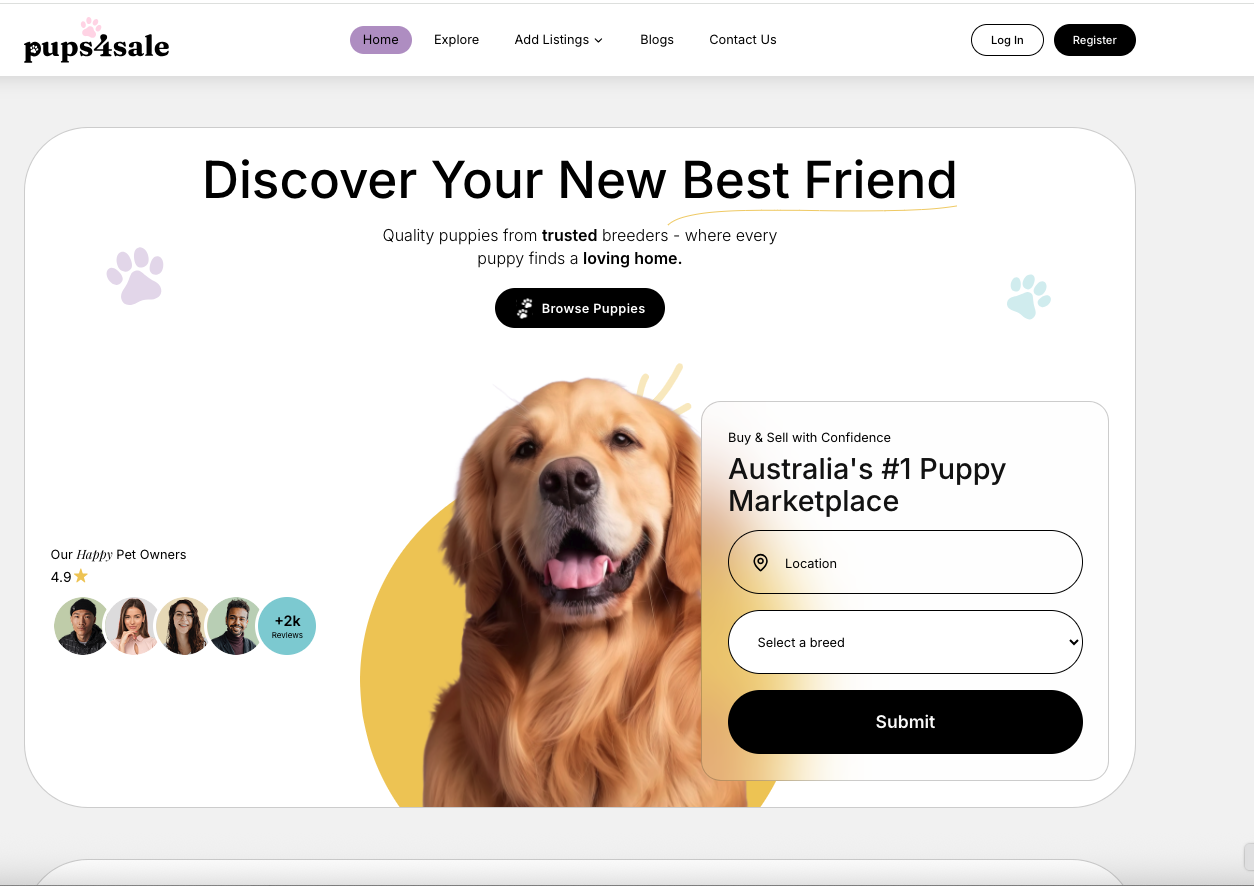 pups4sale
Home
Explore
Add Listings
Blogs
Contact Us
Log In
Register
Discover Your New Best Friend
Quality puppies from trusted breeders - where every
puppy finds a loving home.
Browse Puppies
Buy & Sell with Confidence
Australia's #1 Puppy
Marketplace
Location
Select a breed
Submit
Our Happy Pet Owners
4.9
+2k
Reviews